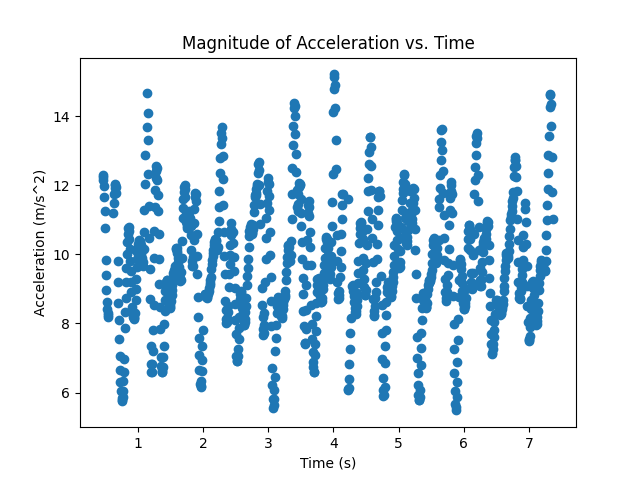 Magnitude of Acceleration vs. Time
Acceleration (m/s^2)
14
12
10
8
6
1 2 3 4 5 6 7
Time (s)